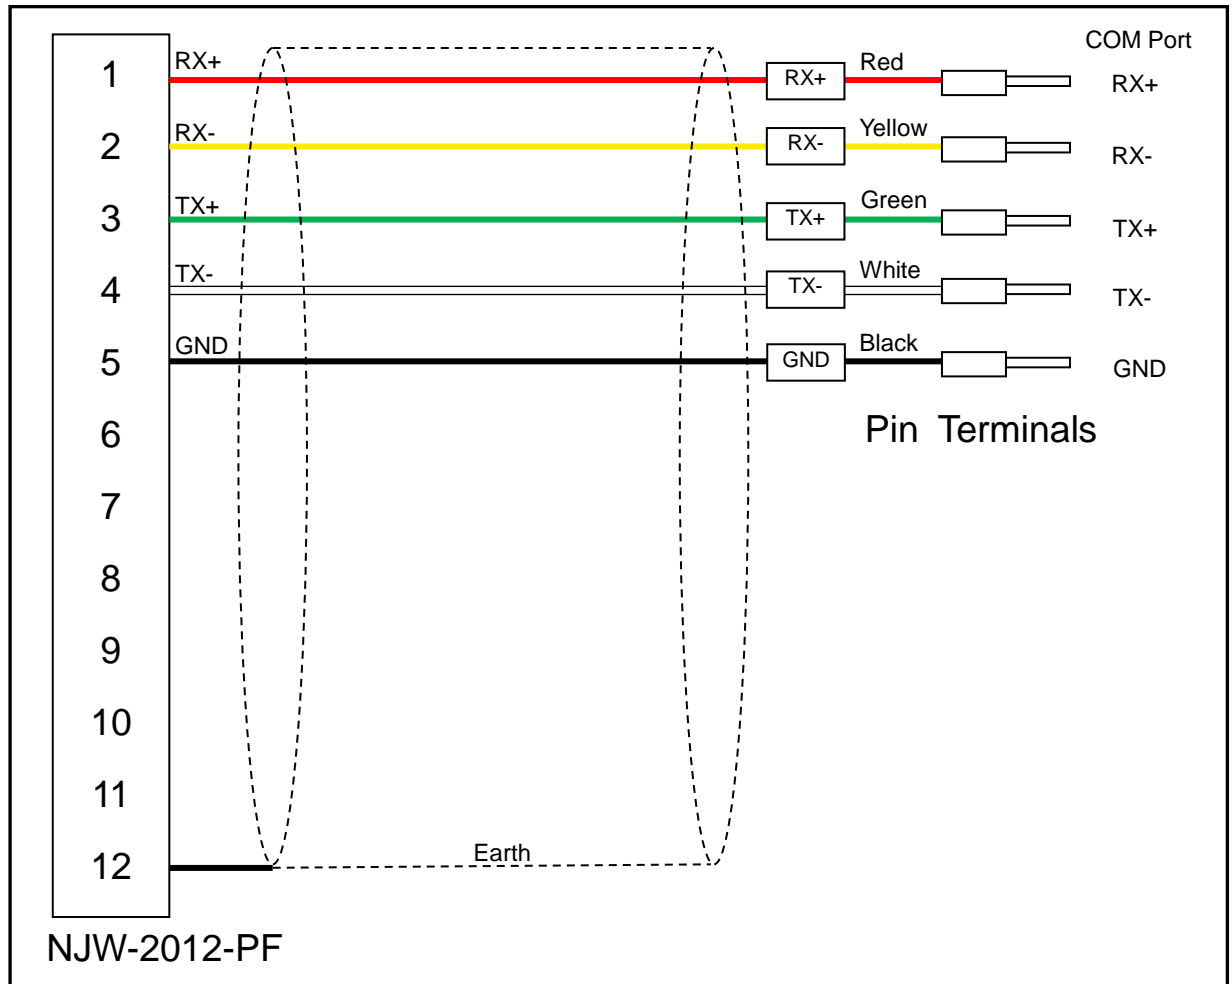 COM Port
1 RX+ RX+ Red RX+
2 RX- RX- Yellow RX-
3 TX+ TX+ Green TX+
4 TX- TX- White TX-
5 GND GND Black GND
6
Pin Terminals
7
8
9
10
11
12 Earth
NJW-2012-PF